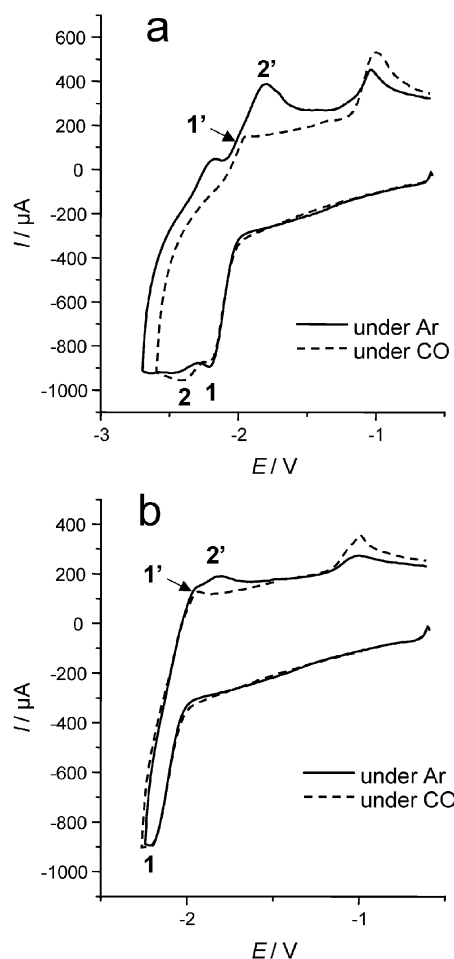 a
600
400
200
0
-200
-400
-600
-800
-1000
I / µA
1'
2'
2
1
under Ar
under CO
-3
-2
-1
E / V
b
400
200
0
-200
-400
-600
-800
-1000
I / µA
1'
2'
1
under Ar
under CO
-2
-1
E / V